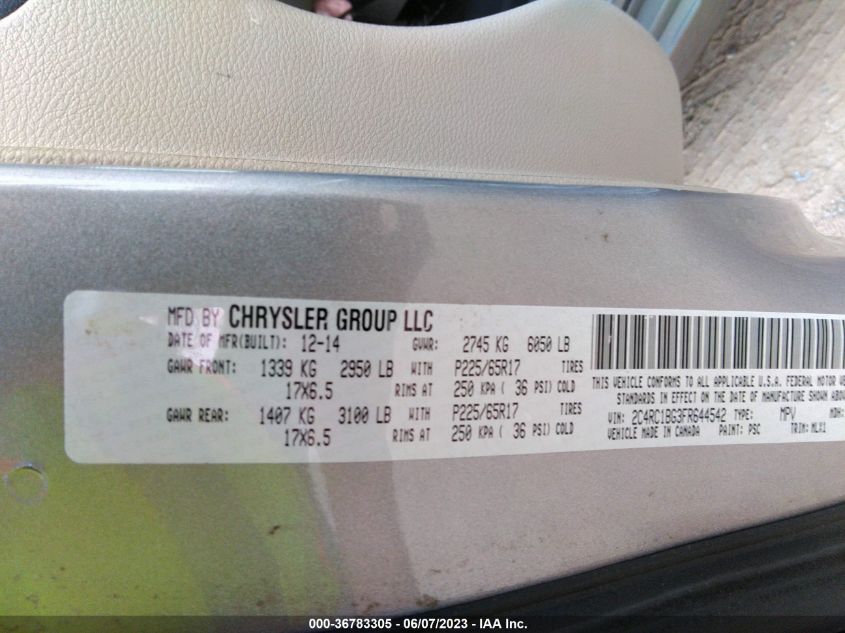 MFD BY CHRYSLER GROUP LLC
DATE OF MFR(BUILT): 12-14 GVWR: 2745 KG 6050 LB
GAWR FRONT: 1339 KG 2950 LB WITH P225/65R17 TIRES
17X6.5 RIMS AT 250 KPA ( 36 PSI) COLD
GAWR REAR: 1407 KG 3100 LB WITH P225/65R17 TIRES
17X6.5 RIMS AT 250 KPA ( 36 PSI) COLD
THIS VEHICLE CONFORMS TO ALL APPLICABLE U.S.A. FEDERAL MOTOR VE
STANDARDS IN EFFECT ON THE DATE OF MANUFACTURE SHOWN ABOV
VIN: 2C4RC1BG3FR644542 TYPE: MPV MDH:
VEHICLE MADE IN CANADA PAINT: PSC TRIM: MLX1
000-36783305 | 06/07/2023 - IAA Inc.